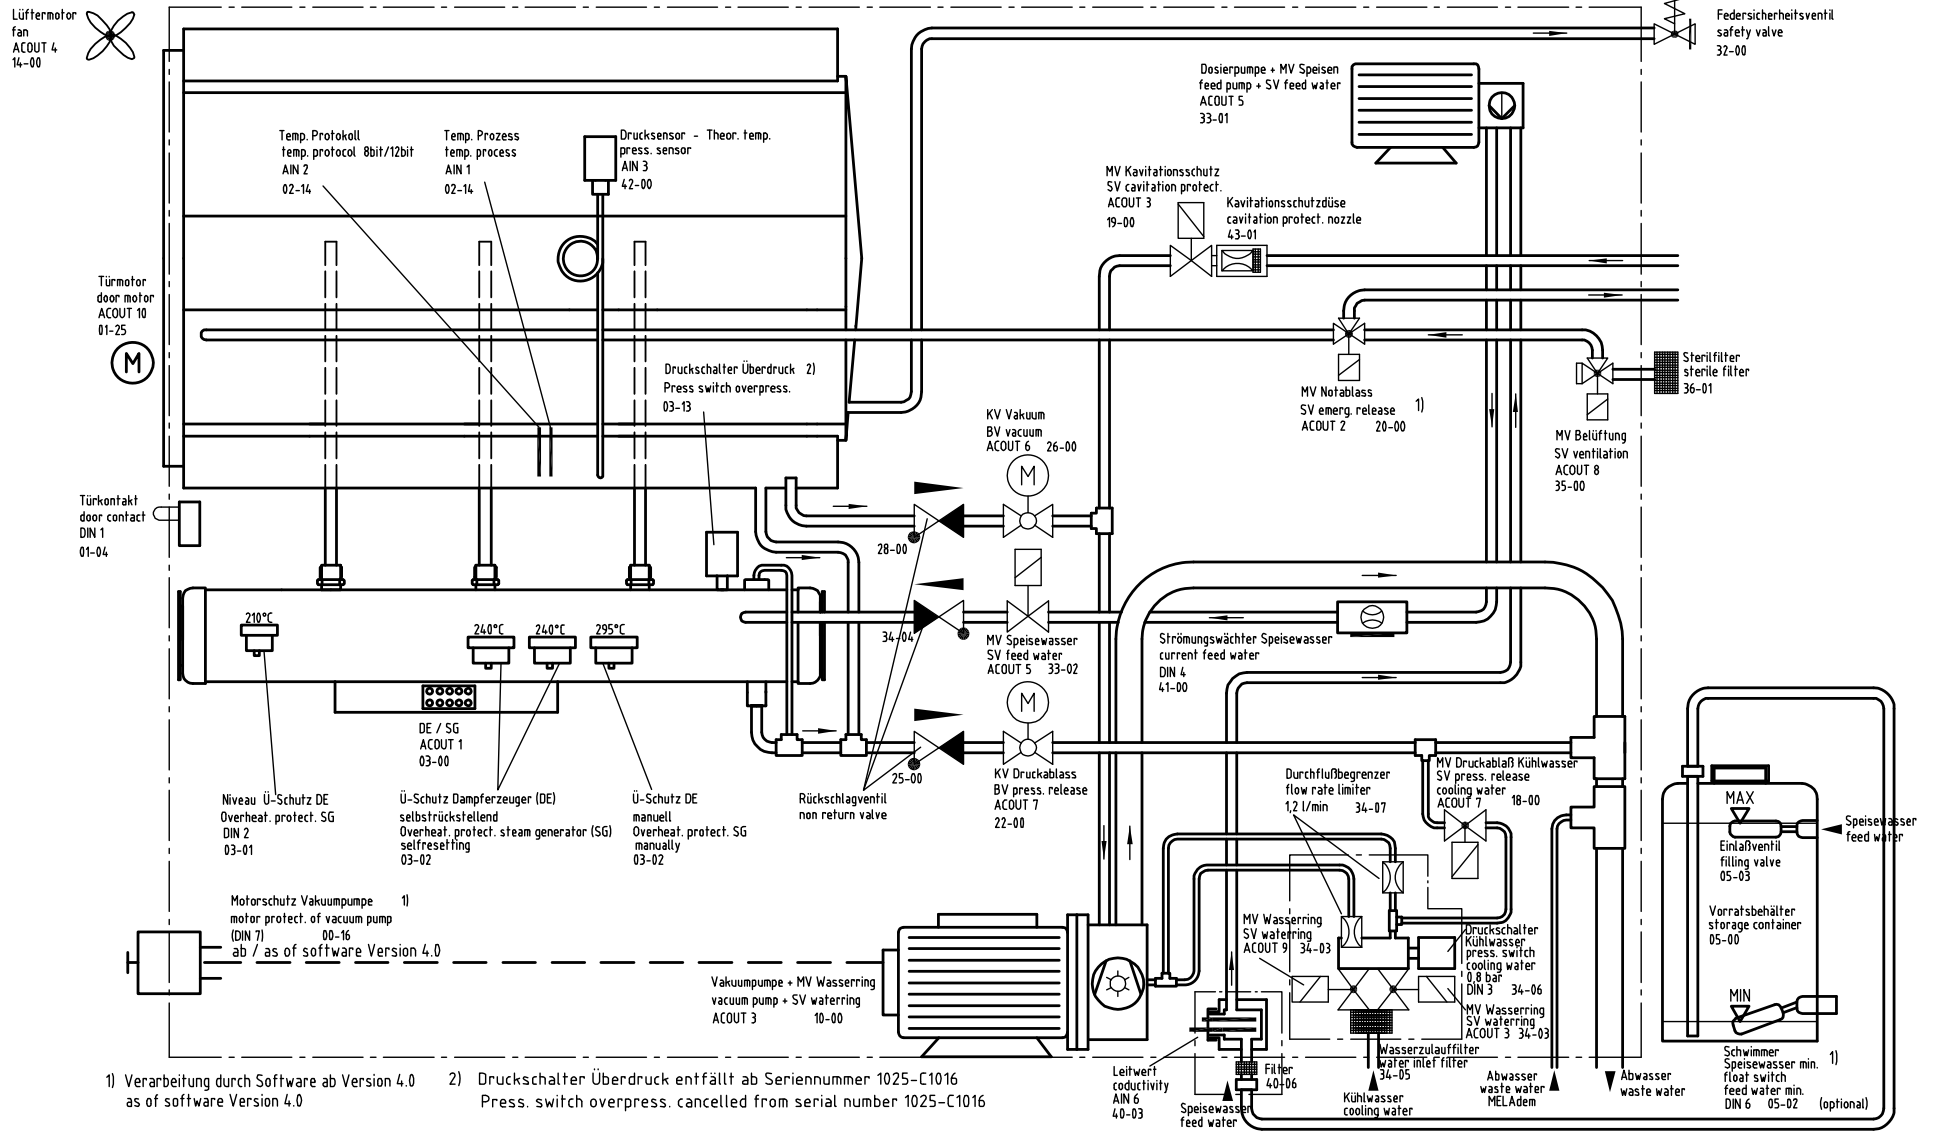 Lüftermotor
fan
ACOUT 4
14-00
Federsicherheitsventil
safety valve
32-00
Dosierpumpe + MV Speisen
feed pump + SV feed water
ACOUT 5
33-01
Temp. Protokoll
temp. protocol 8bit/12bit
AIN 2
02-14
Temp. Prozess
temp. process
AIN 1
02-14
Drucksensor - Theor. temp.
press. sensor
AIN 3
42-00
MV Kavitationsschutz
SV cavitation protect.
ACOUT 3
19-00
Kavitationsschutzdüse
cavitation protect. nozzle
43-01
Türmotor
door motor
ACOUT 10
01-25
M
Druckschalter Überdruck 2)
Press switch overpress.
03-13
MV Notablass
SV emerg. release 1)
ACOUT 2 20-00
Sterilfilter
sterile filter
36-01
MV Belüftung
SV ventilation
ACOUT 8
35-00
KV Vakuum
BV vacuum
ACOUT 6 26-00
M
28-00
Türkontakt
door contact
DIN 1
01-04
34-04
MV Speisewasser
SV feed water
ACOUT 5 33-02
Strömungswächter Speisewasser
current feed water
DIN 4
41-00
210°C
240°C
240°C
295°C
M
25-00
KV Druckablass
BV press. release
ACOUT 7
22-00
DE / SG
ACOUT 1
03-00
Niveau Ü-Schutz DE
Overheat. protect. SG
DIN 2
03-01
Ü-Schutz Dampferzeuger (DE)
selbstrückstellend
Overheat. protect. steam generator (SG)
selfresetting
03-02
Ü-Schutz DE
manuell
Overheat. protect. SG
manually
03-02
Rückschlagventil
non return valve
Durchflußbegrenzer
flow rate limiter
1,2 l/min 34-07
MV Druckablaß Kühlwasser
SV press. release
cooling water
ACOUT 7 18-00
MAX
Speisewasser
feed water
Einlaßventil
filling valve
05-03
Vorratsbehälter
storage container
05-00
MIN
Schwimmer
Speisewasser min. 1)
float switch
feed water min.
DIN 6 05-02 (optional)
Motorschutz Vakuumpumpe 1)
motor protect. of vacuum pump
(DIN 7) 00-16
ab / as of software Version 4.0
Vakuumpumpe + MV Wasserring
vacuum pump + SV waterring
ACOUT 3 10-00
MV Wasserring
SV waterring
ACOUT 9 34-03
Druckschalter
Kühlwasser
press. switch
cooling water
0,8 bar
DIN 3 34-06
MV Wasserring
SV waterring
ACOUT 3 34-03
Wasserzulauffilter
water inlet filter
34-05
Leitwert
coductivity
AIN 6
40-03
Filter
40-06
Speisewasser
feed water
Kühlwasser
cooling water
Abwasser
waste water
MELAdem
Abwasser
waste water
1) Verarbeitung durch Software ab Version 4.0
as of software Version 4.0
2) Druckschalter Überdruck entfällt ab Seriennummer 1025-C1016
Press. switch overpress. cancelled from serial number 1025-C1016